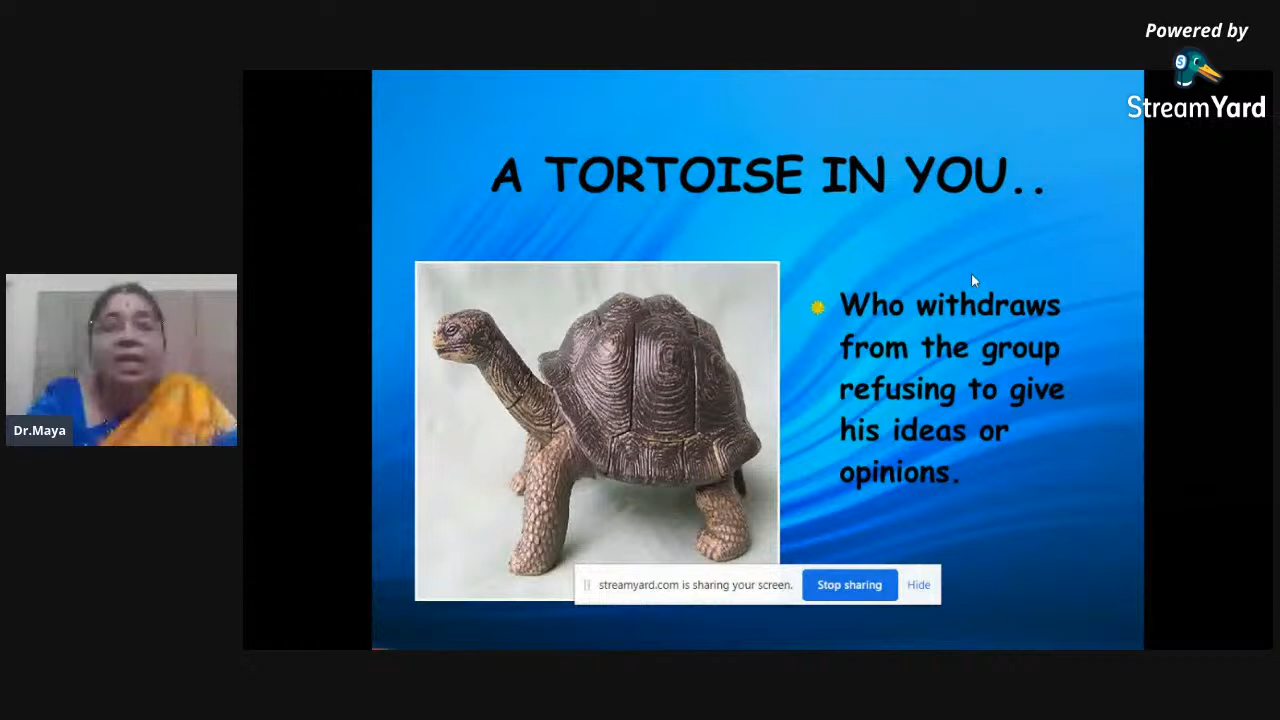 Powered by
StreamYard
A TORTOISE IN YOU..
Who withdraws
from the group
refusing to give
his ideas or
opinions.
Dr.Maya
streamyard.com is sharing your screen. Stop sharing Hide